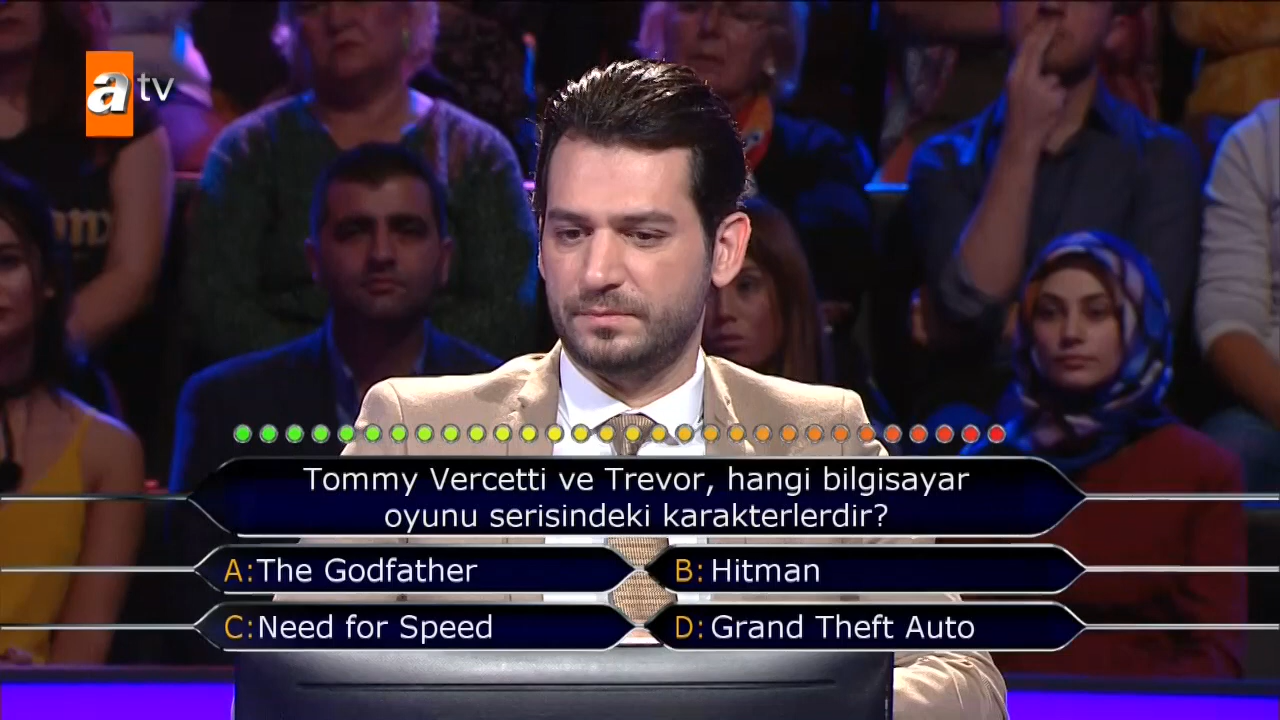 atv
Tommy Vercetti ve Trevor, hangi bilgisayar
oyunu serisindeki karakterlerdir?
A: The Godfather
B: Hitman
C: Need for Speed
D: Grand Theft Auto